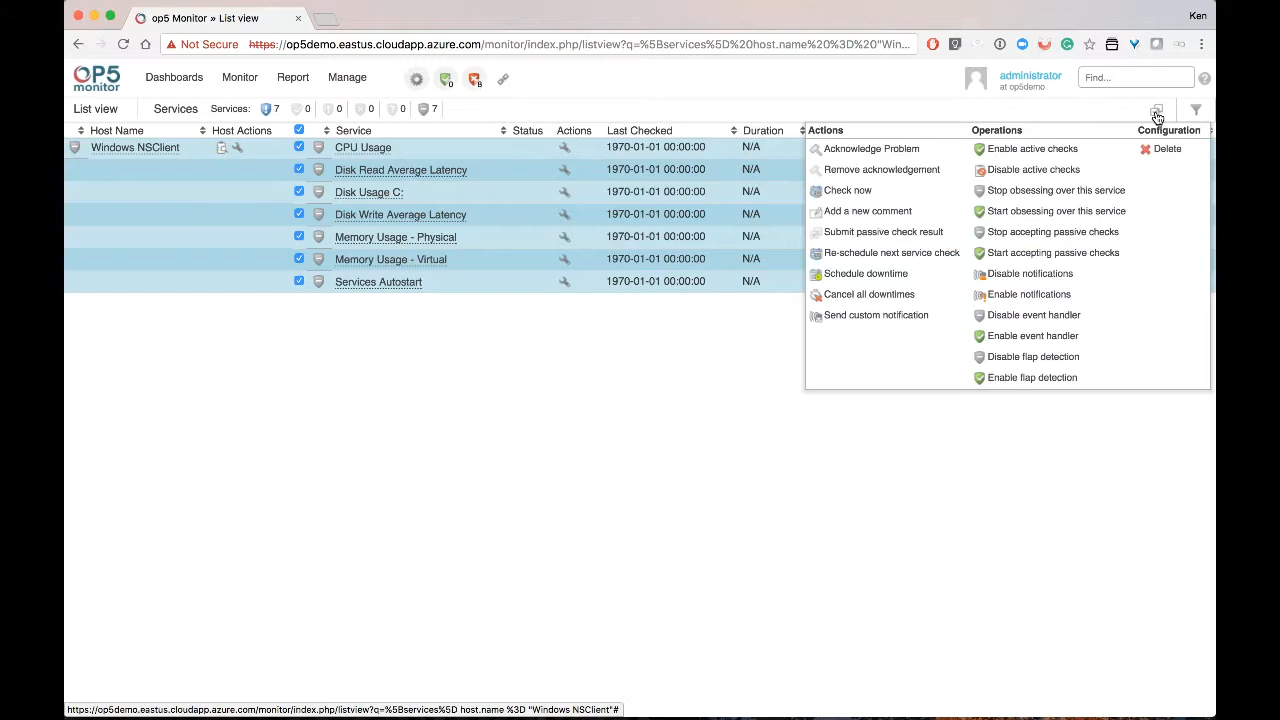 op5 Monitor » List view
Ken
Not Secure https://op5demo.eastus.cloudapp.azure.com/monitor/index.php/listview?q=%5Bservices%5D%20host.name%20%3D%20"Win...
OP5 monitor
Dashboards
Monitor
Report
Manage
0
8
administrator
at op5demo
Find...
List view
Services
Services: 7 0 0 0 0 7
Host Name
Host Actions
Service
Status
Actions
Last Checked
Duration
Windows NSClient
CPU Usage 1970-01-01 00:00:00 N/A
Disk Read Average Latency 1970-01-01 00:00:00 N/A
Disk Usage C: 1970-01-01 00:00:00 N/A
Disk Write Average Latency 1970-01-01 00:00:00 N/A
Memory Usage - Physical 1970-01-01 00:00:00 N/A
Memory Usage - Virtual 1970-01-01 00:00:00 N/A
Services Autostart 1970-01-01 00:00:00 N/A
Actions
Acknowledge Problem
Remove acknowledgement
Check now
Add a new comment
Submit passive check result
Re-schedule next service check
Schedule downtime
Cancel all downtimes
Send custom notification
Operations
Enable active checks
Disable active checks
Stop obsessing over this service
Start obsessing over this service
Stop accepting passive checks
Start accepting passive checks
Disable notifications
Enable notifications
Disable event handler
Enable event handler
Disable flap detection
Enable flap detection
Configuration
Delete
https://op5demo.eastus.cloudapp.azure.com/monitor/index.php/listview?q=%5Bservices%5D host.name %3D "Windows NSClient"#